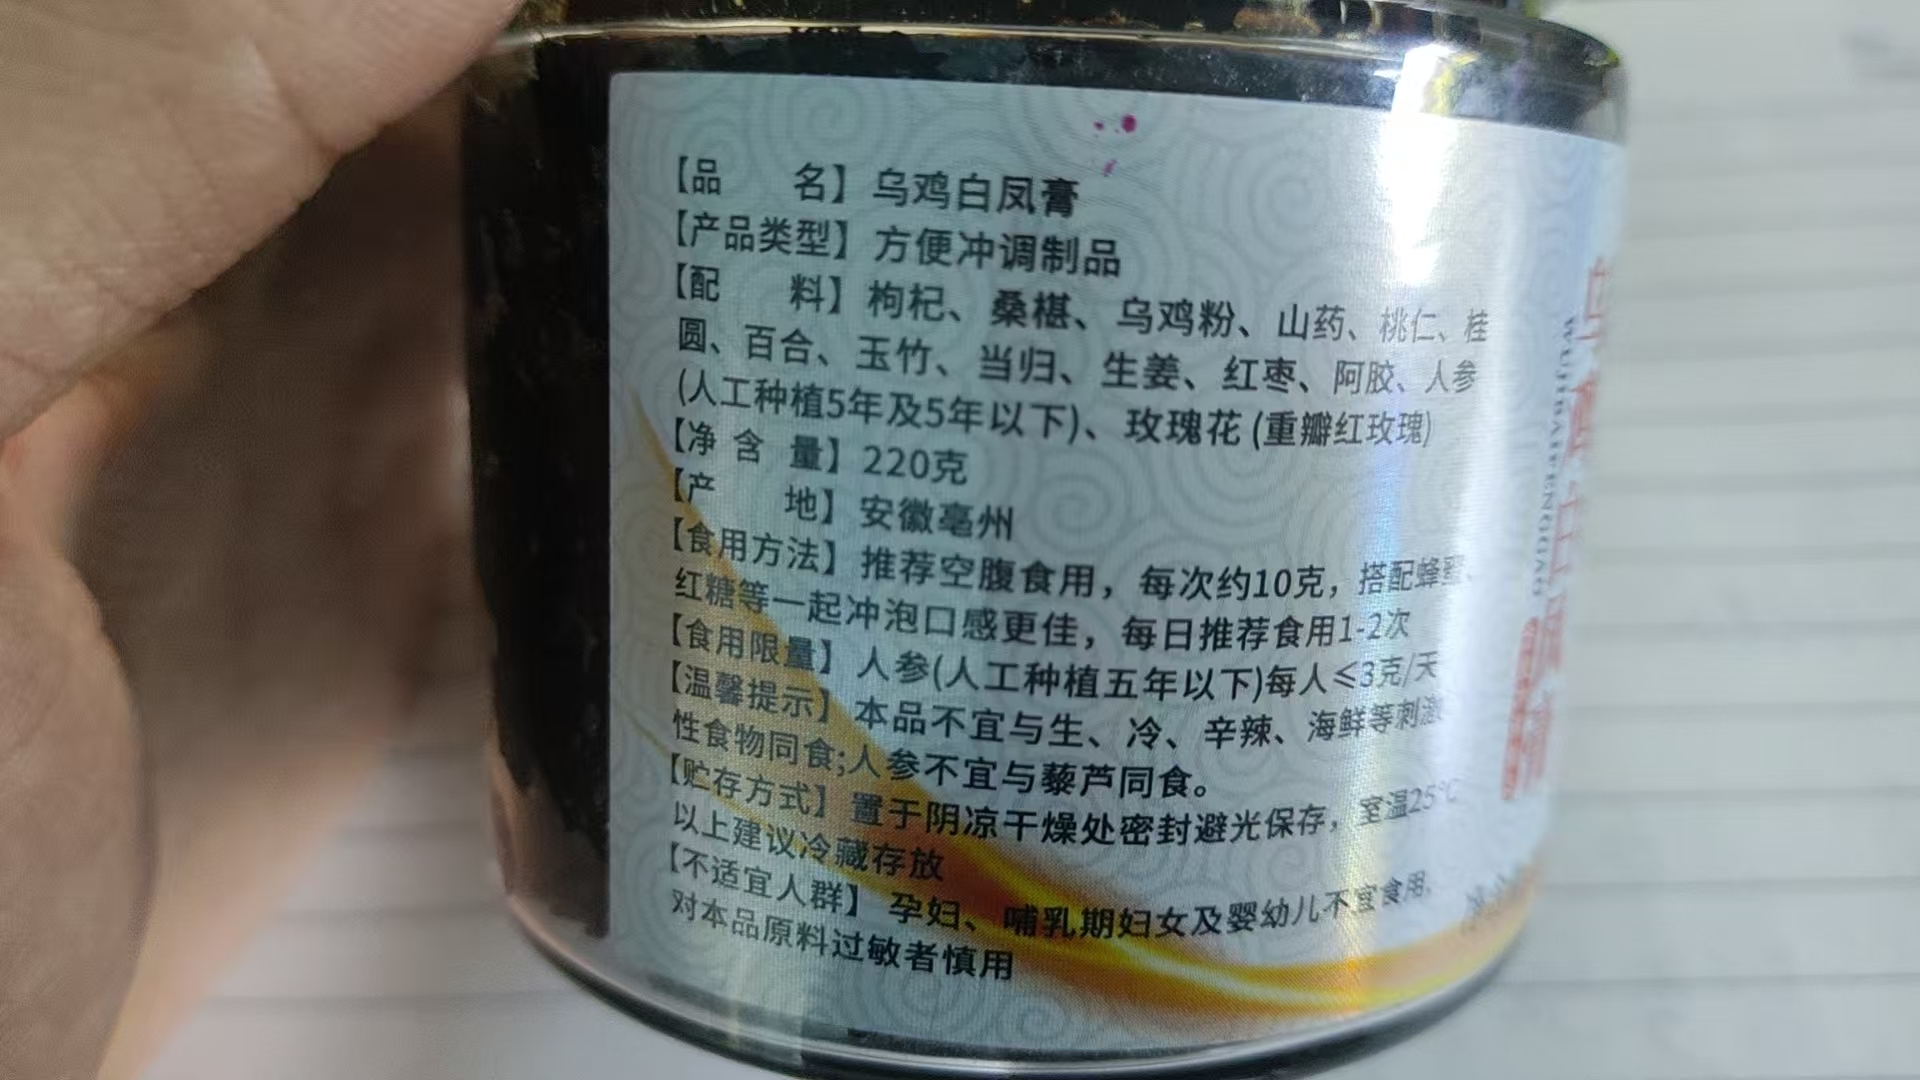 【品 名】乌鸡白凤膏
【产品类型】方便冲调制品
【配 料】枸杞、桑椹、乌鸡粉、山药、桃仁、桂
圆、百合、玉竹、当归、生姜、红枣、阿胶、人参
(人工种植5年及5年以下)、玫瑰花(重瓣红玫瑰)
【净 含 量】220克
【产 地】安徽亳州
【食用方法】推荐空腹食用，每次约10克，搭配蜂蜜、
红糖等一起冲泡口感更佳，每日推荐食用1-2次
【食用限量】人参(人工种植五年以下)每人≤3克/天
【温馨提示】本品不宜与生、冷、辛辣、海鲜等刺激
性食物同食;人参不宜与藜芦同食。
【贮存方式】置于阴凉干燥处密封避光保存，室温25°C
以上建议冷藏存放
【不适宜人群】孕妇、哺乳期妇女及婴幼儿不宜食用，
对本品原料过敏者慎用
WUJIBAIFENGGAO